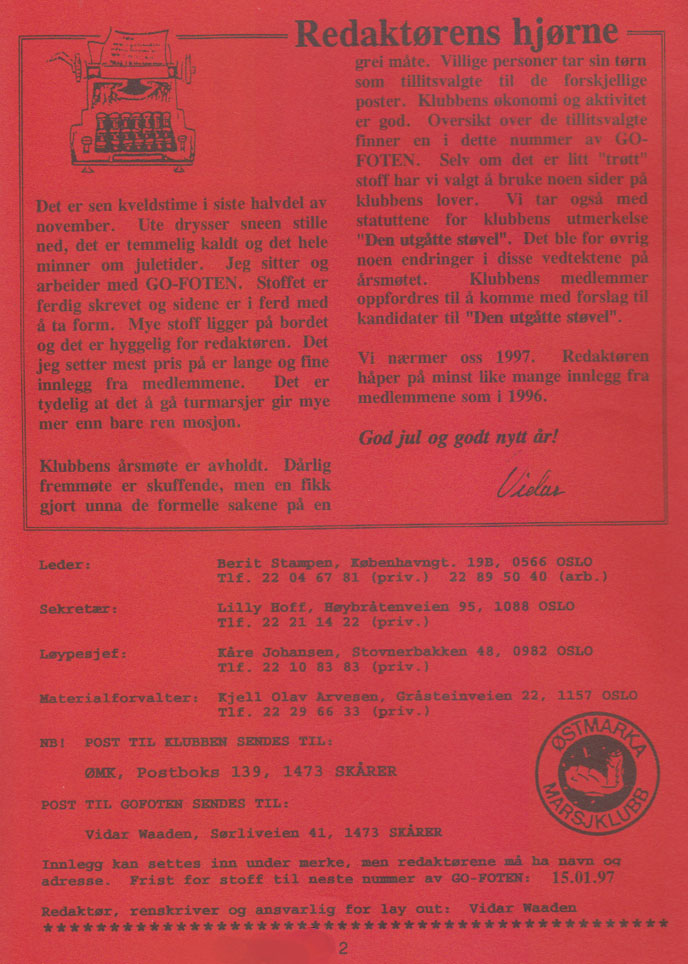 Redaktørens hjørne
Det er sen kveldstime i siste halvdel av
november. Ute drysser sneen stille
ned, det er temmelig kaldt og det hele
minner om juletider. Jeg sitter og
arbeider med GO-FOTEN. Stoffet er
ferdig skrevet og sidene er i ferd med
å ta form. Mye stoff ligger på bordet
og det er hyggelig for redaktøren. Det
jeg setter mest pris på er lange og fine
innlegg fra medlemmene. Det er
tydelig at det å gå turmarsjer gir mye
mer enn bare ren mosjon.
Klubbens årsmøte er avholdt. Dårlig
fremmøte er skuffende, men en fikk
gjort unna de formelle sakene på en
grei måte. Villige personer tar sin tørn
som tillitsvalgte til de forskjellige
poster. Klubbens økonomi og aktivitet
er god. Oversikt over de tillitsvalgte
finner en i dette nummer av GO-
FOTEN. Selv om det er litt "trutt"
stoff har vi valgt å bruke noen sider på
klubbens lover. Vi tar også med
statuttene for klubbens utmerkelse
"Den utgåtte støvel". Det ble for øvrig
noen endringer i disse vedtektene på
årsmøtet. Klubbens medlemmer
oppfordres til å komme med forslag til
kandidater til "Den utgåtte støvel".
Vi nærmer oss 1997. Redaktøren
håper på minst like mange innlegg fra
medlemmene som i 1996.
God jul og godt nytt år!
Vidar
Leder: Berit Stampen, Københavngt. 19B, 0566 OSLO
Tlf. 22 04 67 81 (priv.) 22 89 50 40 (arb.)
Sekretær: Lilly Hoff, Høybråtenveien 95, 1088 OSLO
Tlf. 22 21 14 22 (priv.)
Løypesjef: Kåre Johansen, Stovnerbakken 48, 0982 OSLO
Tlf. 22 10 83 83 (priv.)
Materialforvalter: Kjell Olav Arvesen, Gråsteinveien 22, 1157 OSLO
Tlf. 22 29 66 33 (priv.)
NB! POST TIL KLUBBEN SENDES TIL:
ØMK, Postboks 139, 1473 SKÅRER
POST TIL GOFOTEN SENDES TIL:
Vidar Waaden, Sørliveien 41, 1473 SKÅRER
ØSTMARKA
MARSJKLUBB
Innlegg kan settes inn under merke, men redaktørene må ha navn og
adresse. Frist for stoff til neste nummer av GO-FOTEN: 15.01.97
Redaktør, renskriver og ansvarlig for lay out: Vidar Waaden
****************************************************
2